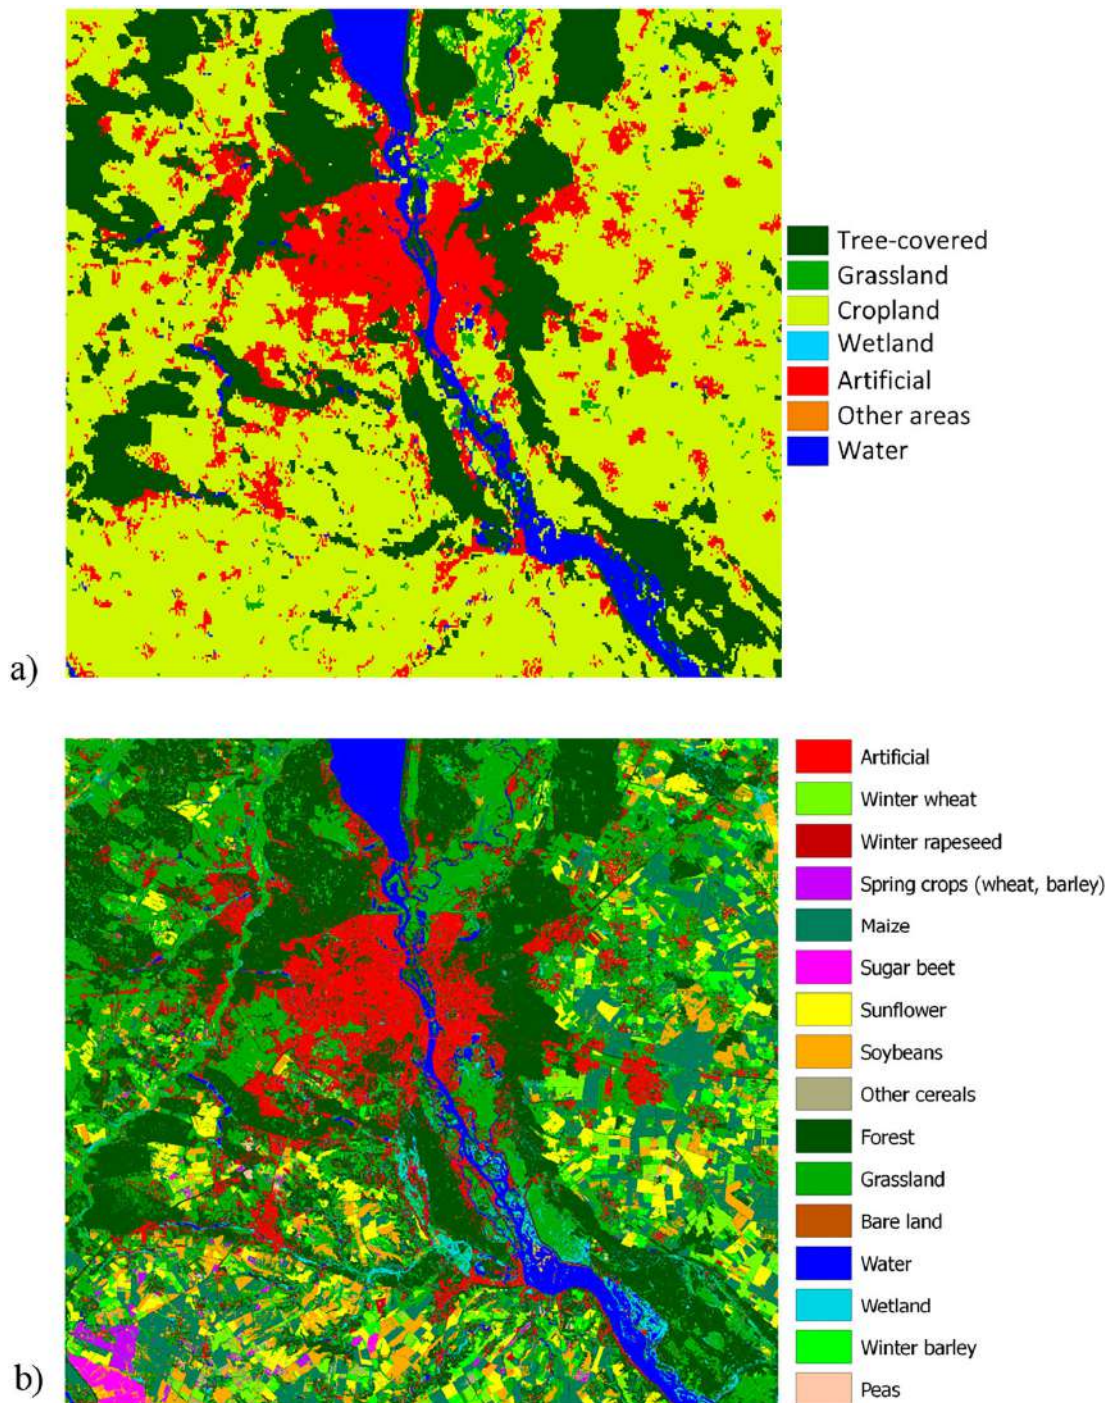 Tree-covered
Grassland
Cropland
Wetland
Artificial
Other areas
Water
a)
Artificial
Winter wheat
Winter rapeseed
Spring crops (wheat, barley)
Maize
Sugar beet
Sunflower
Soybeans
Other cereals
Forest
Grassland
Bare land
Water
Wetland
Winter barley
Peas
b)